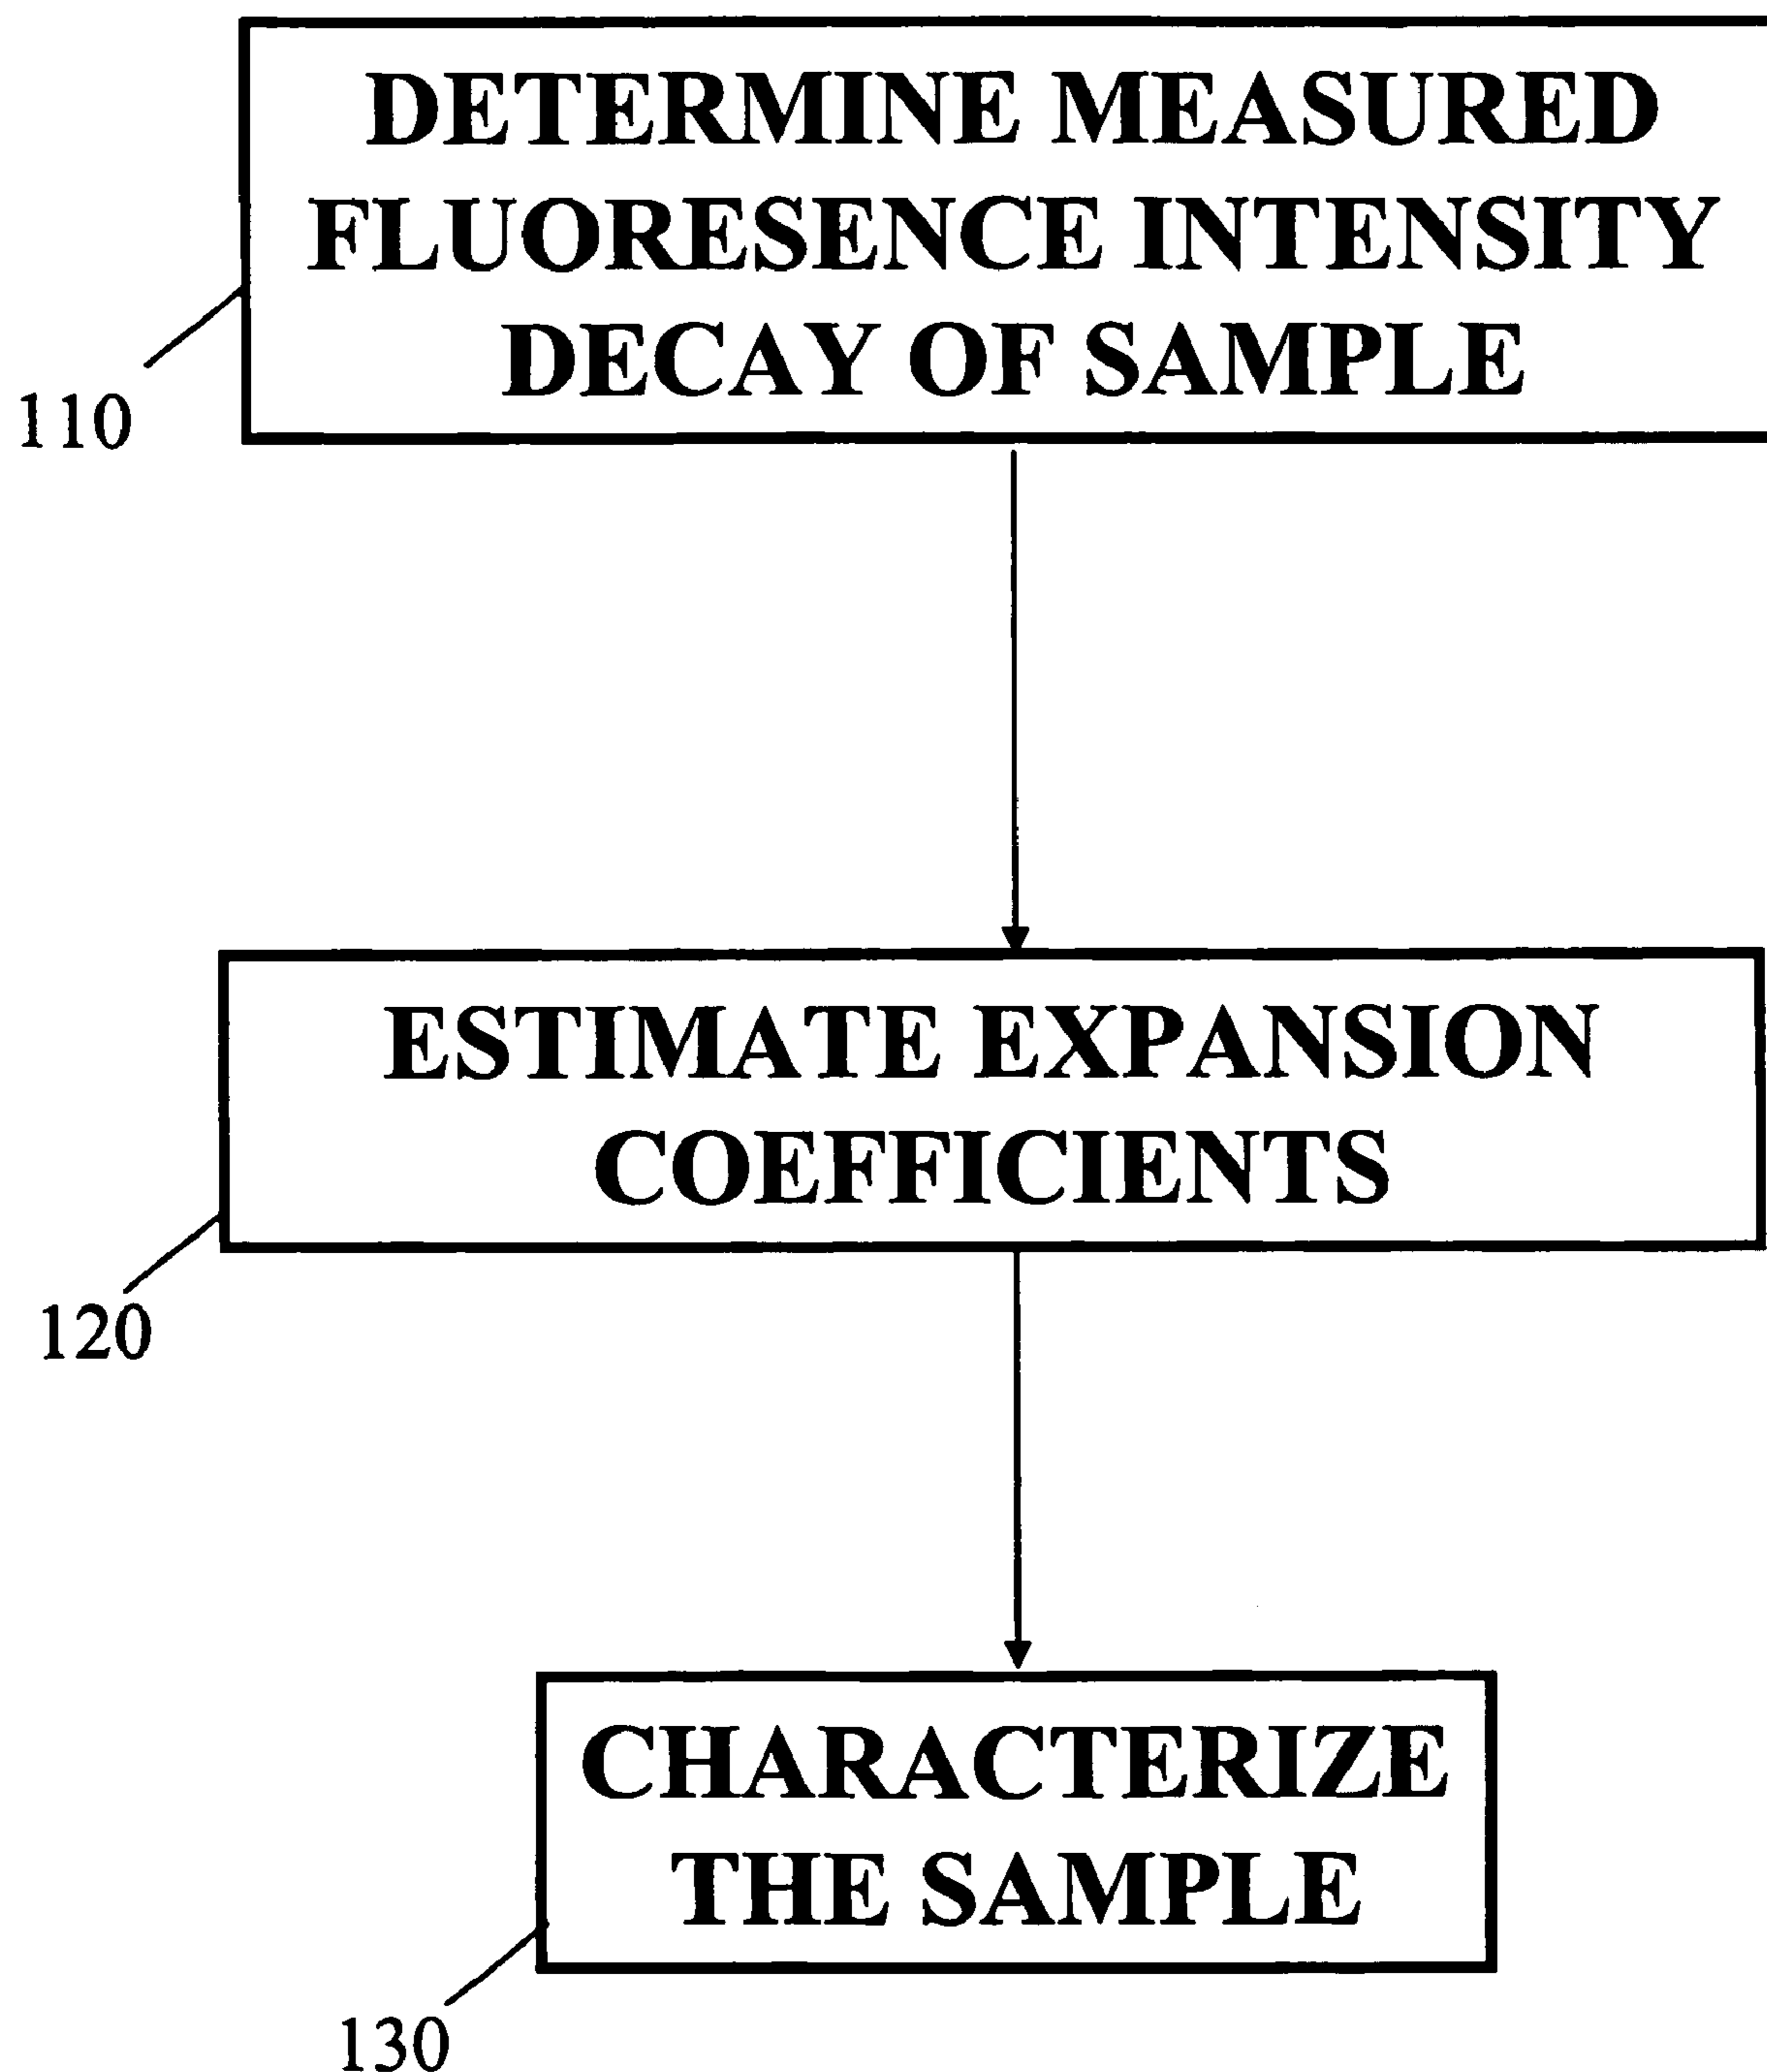 DETERMINE MEASURED
FLUORESENCE INTENSITY
DECAY OF SAMPLE
110
ESTIMATE EXPANSION
COEFFICIENTS
120
CHARACTERIZE
THE SAMPLE
130